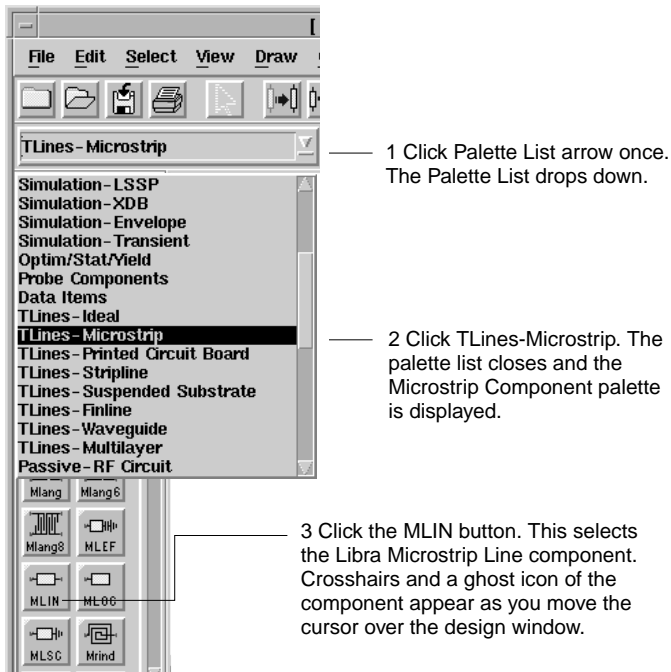 [
File Edit Select View Draw
TLines-Microstrip
1 Click Palette List arrow once.
The Palette List drops down.
Simulation-LSSP
Simulation-XDB
Simulation-Envelope
Simulation-Transient
Optim/Stat/Yield
Probe Components
Data Items
TLines-Ideal
TLines-Microstrip
TLines-Printed Circuit Board
TLines-Stripline
TLines-Suspended Substrate
TLines-Finline
TLines-Waveguide
TLines-Multilayer
Passive-RF Circuit
2 Click TLines-Microstrip. The
palette list closes and the
Microstrip Component palette
is displayed.
Mlang Mlang6
Mlang8 MLEF
MLIN MLOC
MLSC Mrind
3 Click the MLIN button. This selects
the Libra Microstrip Line component.
Crosshairs and a ghost icon of the
component appear as you move the
cursor over the design window.